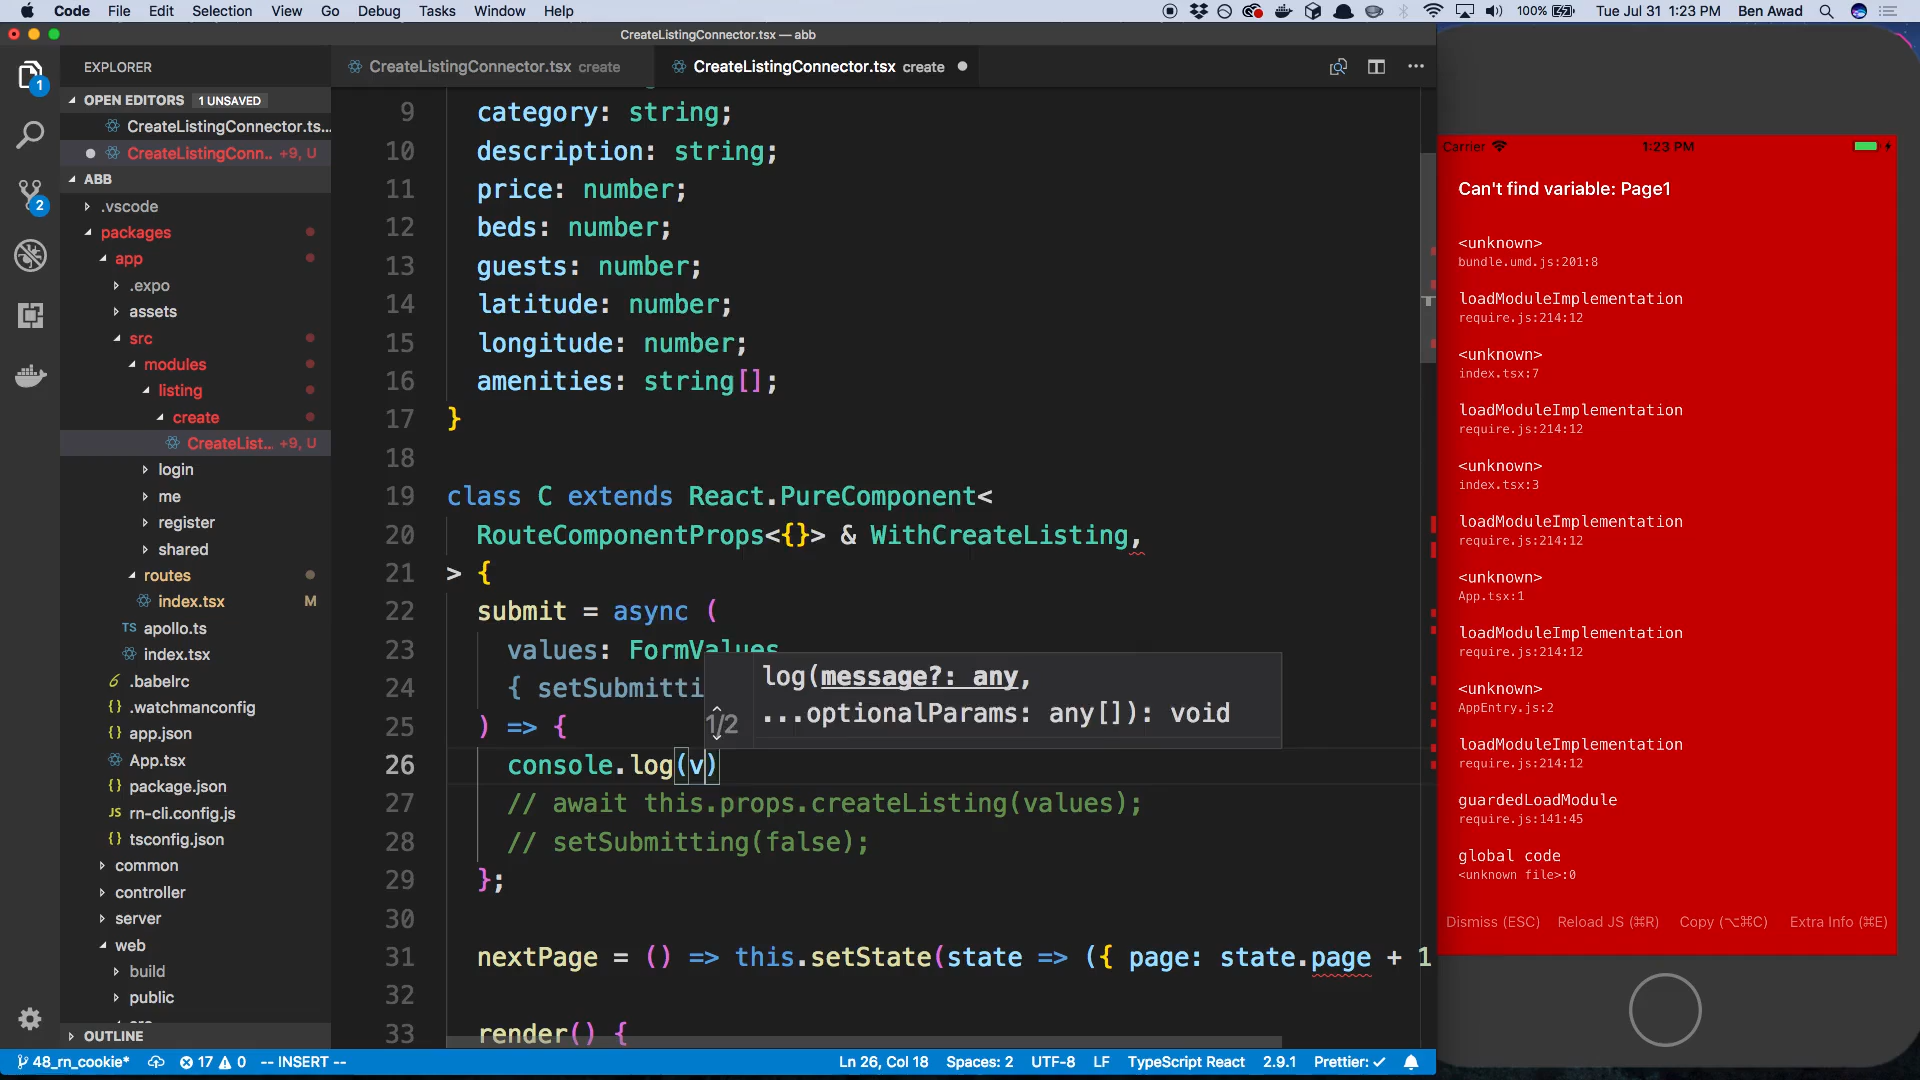 Code File Edit Selection View Go Debug Tasks Window Help
100% Tue Jul 31 1:23 PM Ben Awad
CreateListingConnector.tsx — abb
EXPLORER
OPEN EDITORS 1 UNSAVED
CreateListingConnector.ts...
CreateListingConn... +9, U
ABB
.vscode
packages
app
.expo
assets
src
modules
listing
create
CreateList... +9, U
login
me
register
shared
routes
index.tsx M
TS apollo.ts
index.tsx
.babelrc
{} .watchmanconfig
{} app.json
App.tsx
{} package.json
JS rn-cli.config.js
{} tsconfig.json
common
controller
server
web
build
public
OUTLINE
1
2
CreateListingConnector.tsx create
CreateListingConnector.tsx create
9 category: string;
10 description: string;
11 price: number;
12 beds: number;
13 guests: number;
14 latitude: number;
15 longitude: number;
16 amenities: string[];
17 }
18
19 class C extends React.PureComponent<
20 RouteComponentProps<{}> & WithCreateListing,
21 > {
22 submit = async (
23 values: FormValues
24 { setSubmitti
25 ) => {
26 console.log(v)
27 // await this.props.createListing(values);
28 // setSubmitting(false);
29 };
30
31 nextPage = () => this.setState(state => ({ page: state.page + 1
32
33 render() {
1/2
log(message?: any,
...optionalParams: any[]): void
Carrier 1:23 PM
Can't find variable: Page1
<unknown>
bundle.umd.js:201:8
loadModuleImplementation
require.js:214:12
<unknown>
index.tsx:7
loadModuleImplementation
require.js:214:12
<unknown>
index.tsx:3
loadModuleImplementation
require.js:214:12
<unknown>
App.tsx:1
loadModuleImplementation
require.js:214:12
<unknown>
AppEntry.js:2
loadModuleImplementation
require.js:214:12
guardedLoadModule
require.js:141:45
global code
<unknown file>:0
Dismiss (ESC) Reload JS (⌘R) Copy (⌥⌘C) Extra Info (⌘E)
48_rn_cookie* 17 0 -- INSERT -- Ln 26, Col 18 Spaces: 2 UTF-8 LF TypeScript React 2.9.1 Prettier: ✓